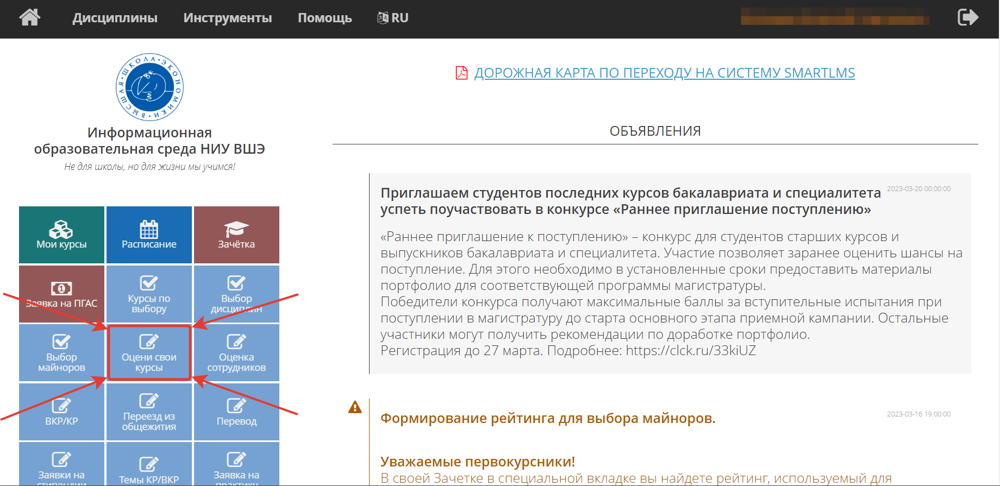 Дисциплины Инструменты Помощь RU
ВЫСШАЯ • ШКОЛА • ЭКОНОМИКИ •
Информационная
образовательная среда НИУ ВШЭ
Не для школы, но для жизни мы учимся!
Мои курсы
Расписание
Зачётка
Заявка на ПГАС
Курсы по
выбору
Выбор
дисциплин
Выбор
майноров
Оцени свои
курсы
Оценка
сотрудников
ВКР/КР
Переезд из
общежития
Перевод
Заявки на
стипендии
Темы КР/ВКР
Заявка на
практику
ДОРОЖНАЯ КАРТА ПО ПЕРЕХОДУ НА СИСТЕМУ SMARTLMS
ОБЪЯВЛЕНИЯ
Приглашаем студентов последних курсов бакалавриата и специалитета 2023-03-20 00:00:00
успеть поучаствовать в конкурсе «Раннее приглашение поступлению»
«Раннее приглашение к поступлению» – конкурс для студентов старших курсов и
выпускников бакалавриата и специалитета. Участие позволяет заранее оценить шансы на
поступление. Для этого необходимо в установленные сроки предоставить материалы
портфолио для соответствующей программы магистратуры.
Победители конкурса получают максимальные баллы за вступительные испытания при
поступлении в магистратуру до старта основного этапа приемной кампании. Остальные
участники могут получить рекомендации по доработке портфолио.
Регистрация до 27 марта. Подробнее: https://clck.ru/33kiUZ
Формирование рейтинга для выбора майноров. 2023-03-16 19:00:00
Уважаемые первокурсники!
В своей Зачетке в специальной вкладке вы найдете рейтинг, используемый для